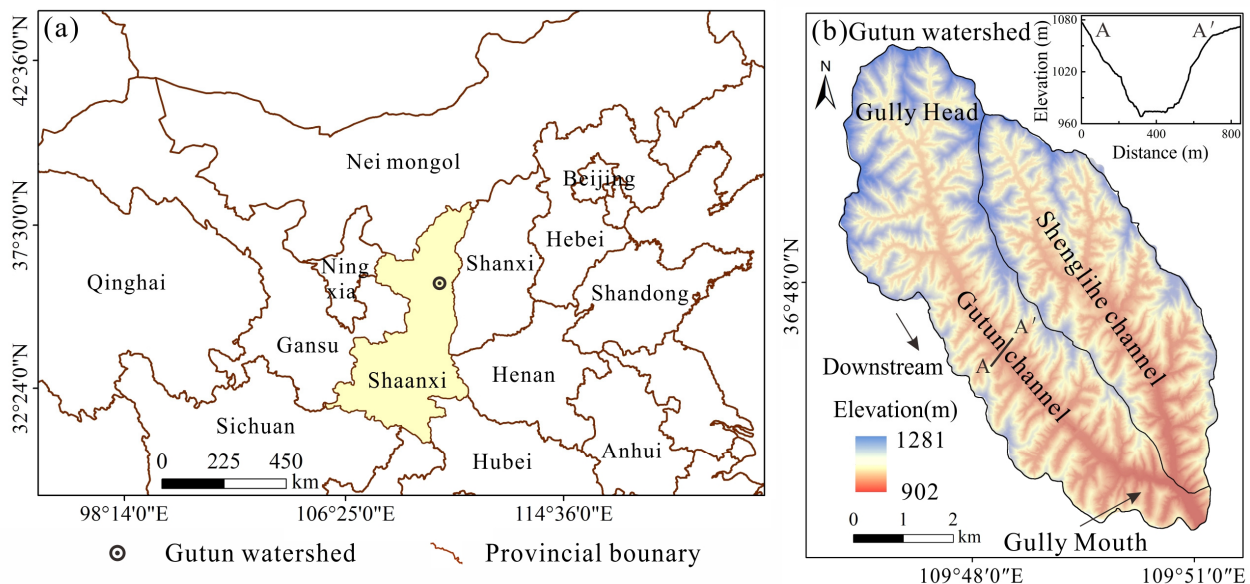 (a)
42°36'0"N
37°30'0"N
32°24'0"N
Nei mongol
Beijing
Hebei
Ning
xia
Shanxi
Qinghai
Shandong
Gansu
Shaanxi
Henan
Sichuan
Anhui
Hubei
0 225 450
km
98°14'0"E 106°25'0"E 114°36'0"E
Gutun watershed
Provincial bounary
(b)
Gutun watershed
N
Gully Head
Elevation (m)
1080
1020
960
A A'
0 400 800
Distance (m)
36°48'0"N
Shenglihe channel
Gutun channel
A'
A
Downstream
Elevation(m)
1281
902
0 1 2
km
Gully Mouth
109°48'0"E 109°51'0"E